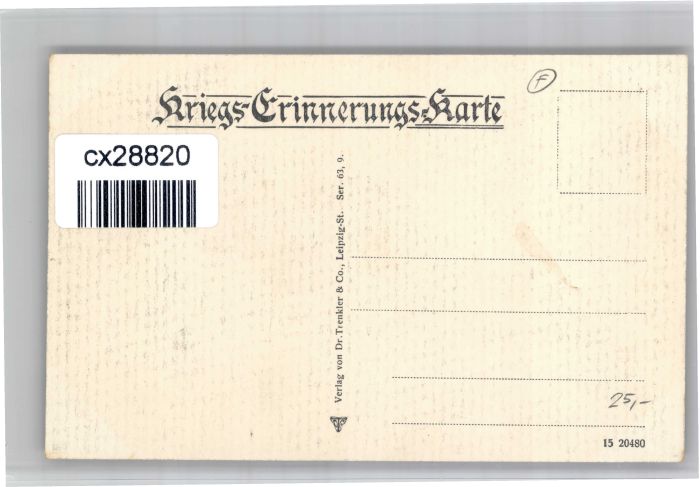 F
Kriegs-Erinnerungs-Karte
cx28820
Verlag von Dr. Trenkler & Co., Leipzig-St. Ser. 63, 9.
25,-
15 20480